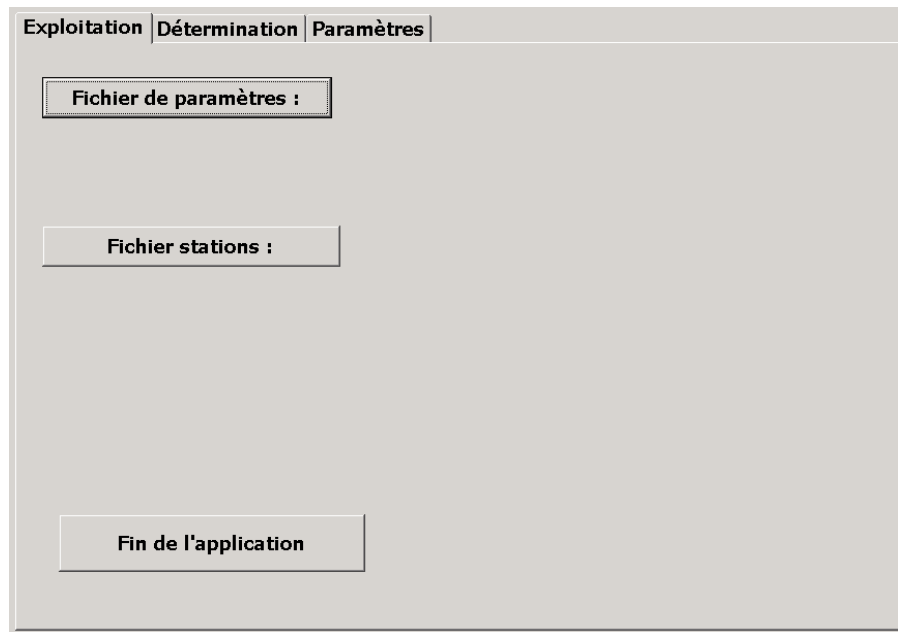 Exploitation Détermination Paramètres
Fichier de paramètres :
Fichier stations :
Fin de l'application